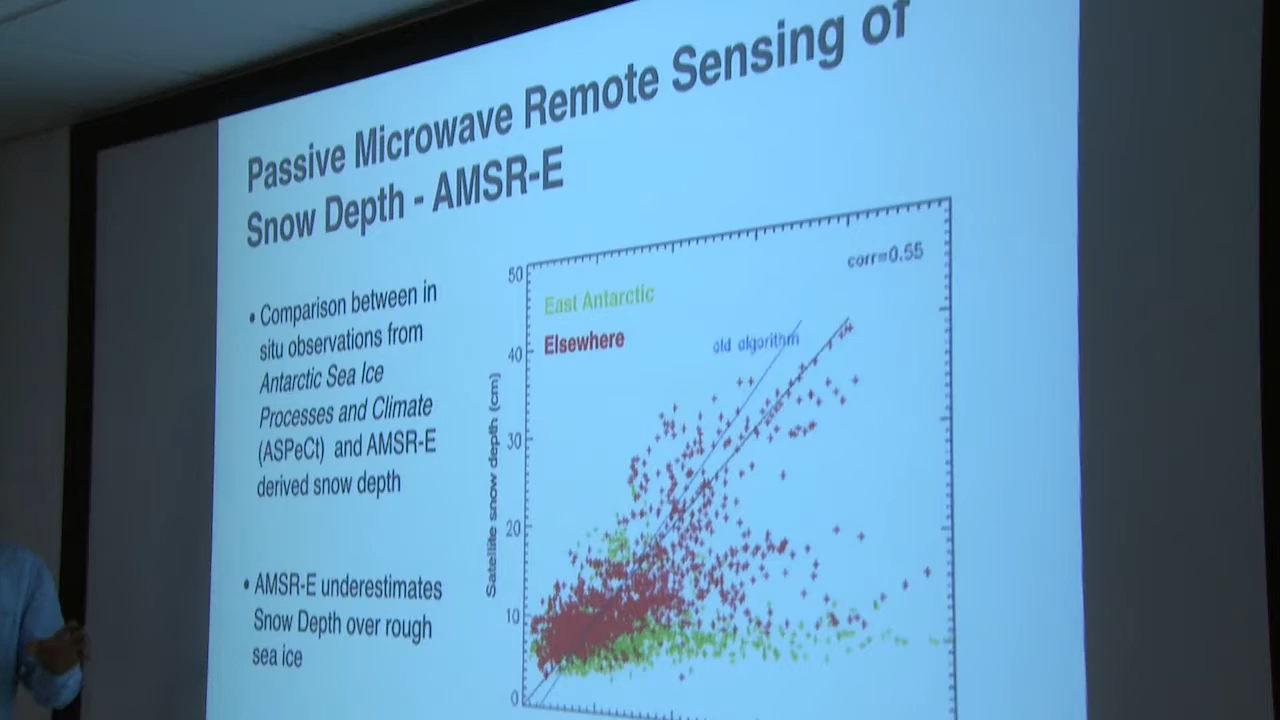 Passive Microwave Remote Sensing of
Snow Depth - AMSR-E
• Comparison between in
situ observations from
Antarctic Sea Ice
Processes and Climate
(ASPeCt) and AMSR-E
derived snow depth
• AMSR-E underestimates
Snow Depth over rough
sea ice
corr=0.55
East Antarctic
Elsewhere
old algorithm
Satellite snow depth (cm)
50
40
30
20
10
0